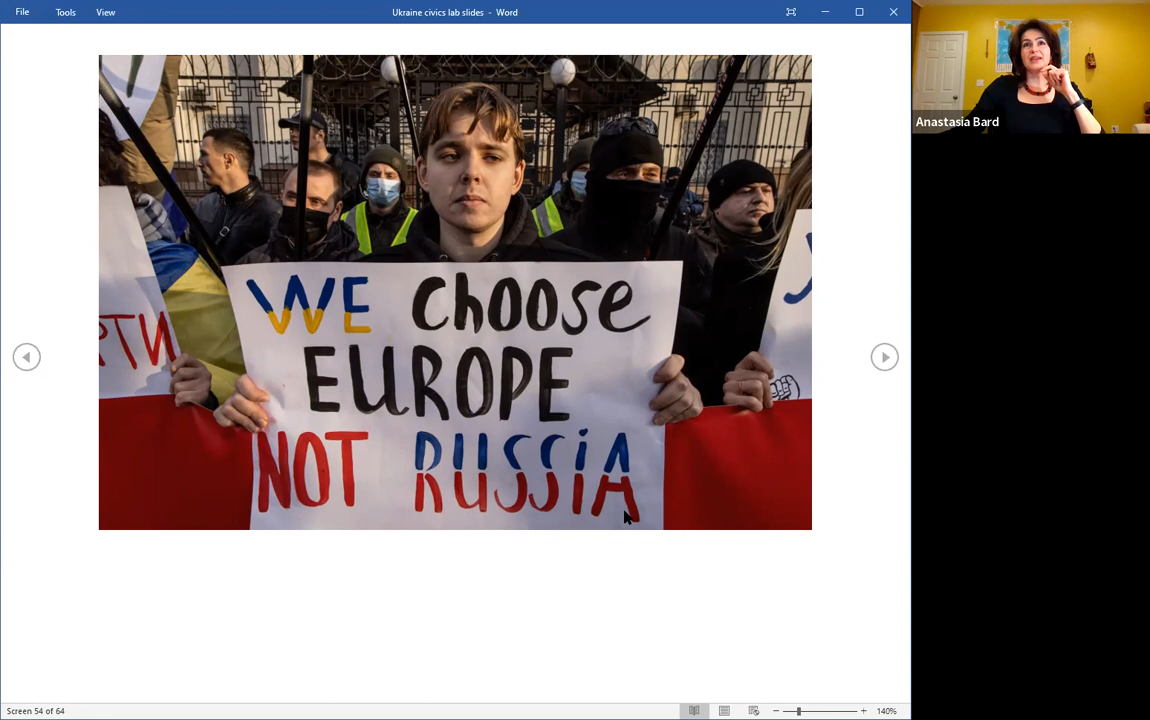 File Tools View Ukraine civics lab slides - Word
Anastasia Bard
WE choose
EUROPE
NOT RUSSIA
РТИ
Screen 54 of 64
140%